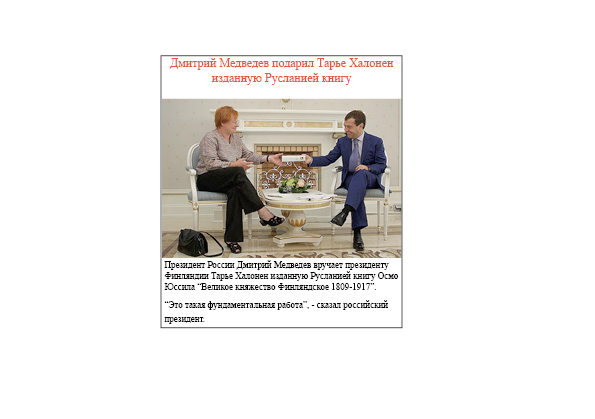 Дмитрий Медведев подарил Тарье Халонен
изданную Русланией книгу
Президент России Дмитрий Медведев вручает президенту
Финляндии Тарье Халонен изданную Русланией книгу Осмо
Юссила “Великое княжество Финляндское 1809-1917”.
“Это такая фундаментальная работа”, - сказал российский
президент.